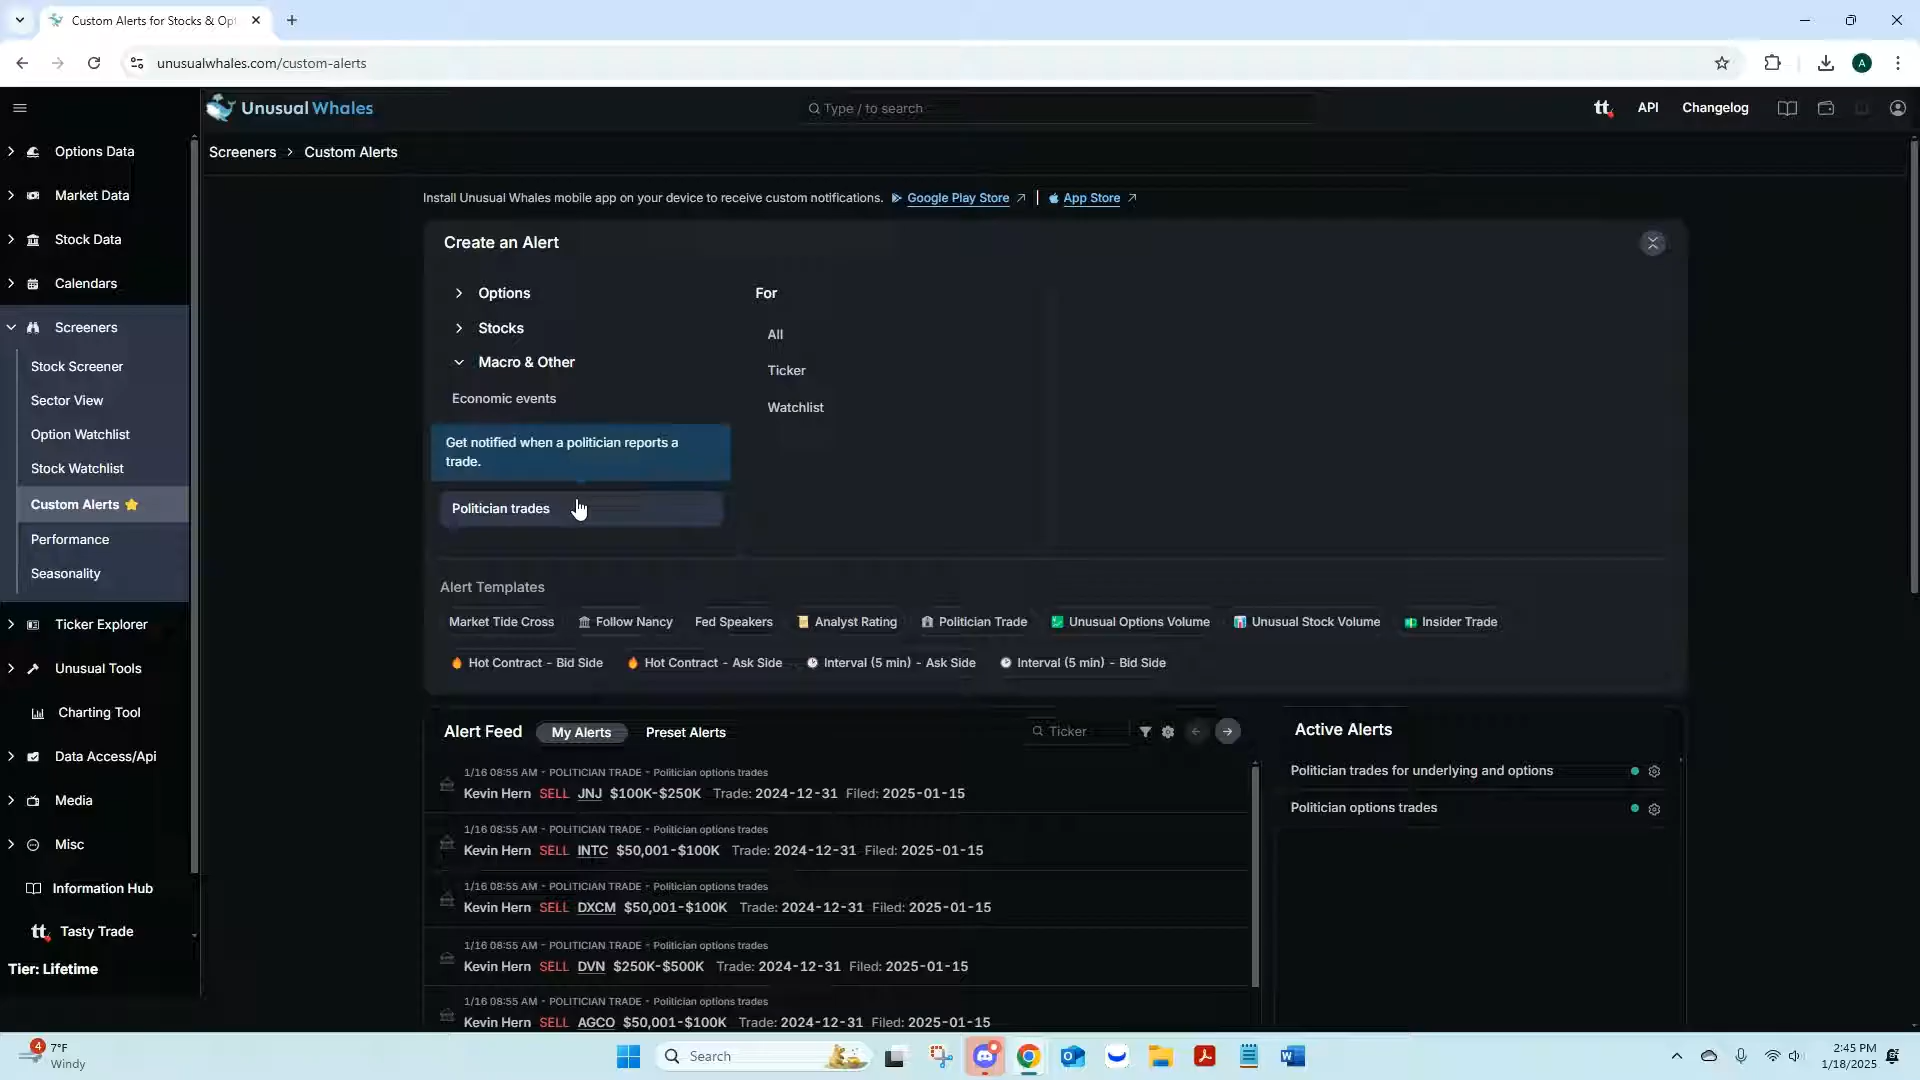 Custom Alerts for Stocks & Opt
unusualwhales.com/custom-alerts
A
Unusual Whales
Type / to search
tt
API
Changelog
Options Data
Market Data
Stock Data
Calendars
Screeners
Stock Screener
Sector View
Option Watchlist
Stock Watchlist
Custom Alerts
Performance
Seasonality
Ticker Explorer
Unusual Tools
Charting Tool
Data Access/Api
Media
Misc
Information Hub
tt Tasty Trade
Tier: Lifetime
Screeners > Custom Alerts
Install Unusual Whales mobile app on your device to receive custom notifications. Google Play Store | App Store
Create an Alert
Options
Stocks
Macro & Other
Economic events
Get notified when a politician reports a
trade.
Politician trades
For
All
Ticker
Watchlist
Alert Templates
Market Tide Cross Follow Nancy Fed Speakers Analyst Rating Politician Trade Unusual Options Volume Unusual Stock Volume Insider Trade
Hot Contract - Bid Side Hot Contract - Ask Side Interval (5 min) - Ask Side Interval (5 min) - Bid Side
Alert Feed My Alerts Preset Alerts Ticker
1/16 08:55 AM - POLITICIAN TRADE - Politician options trades
Kevin Hern SELL JNJ $100K-$250K Trade: 2024-12-31 Filed: 2025-01-15
1/16 08:55 AM - POLITICIAN TRADE - Politician options trades
Kevin Hern SELL INTC $50,001-$100K Trade: 2024-12-31 Filed: 2025-01-15
1/16 08:55 AM - POLITICIAN TRADE - Politician options trades
Kevin Hern SELL DXCM $50,001-$100K Trade: 2024-12-31 Filed: 2025-01-15
1/16 08:55 AM - POLITICIAN TRADE - Politician options trades
Kevin Hern SELL DVN $250K-$500K Trade: 2024-12-31 Filed: 2025-01-15
1/16 08:55 AM - POLITICIAN TRADE - Politician options trades
Kevin Hern SELL AGCO $50,001-$100K Trade: 2024-12-31 Filed: 2025-01-15
Active Alerts
Politician trades for underlying and options
Politician options trades
4
7°F
Windy
Search
2:45 PM
1/18/2025